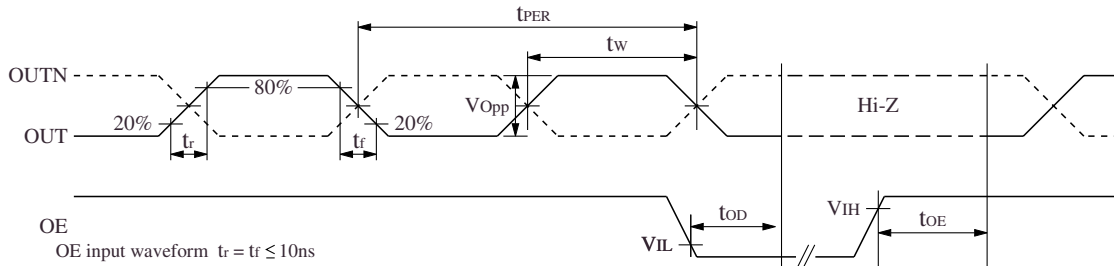 tPER
tw
OUTN
80%
VOpp
Hi-Z
20%
20%
OUT
tr
tf
VIH
OE
tOD
tOE
VIL
OE input waveform tr = tf ≤ 10ns